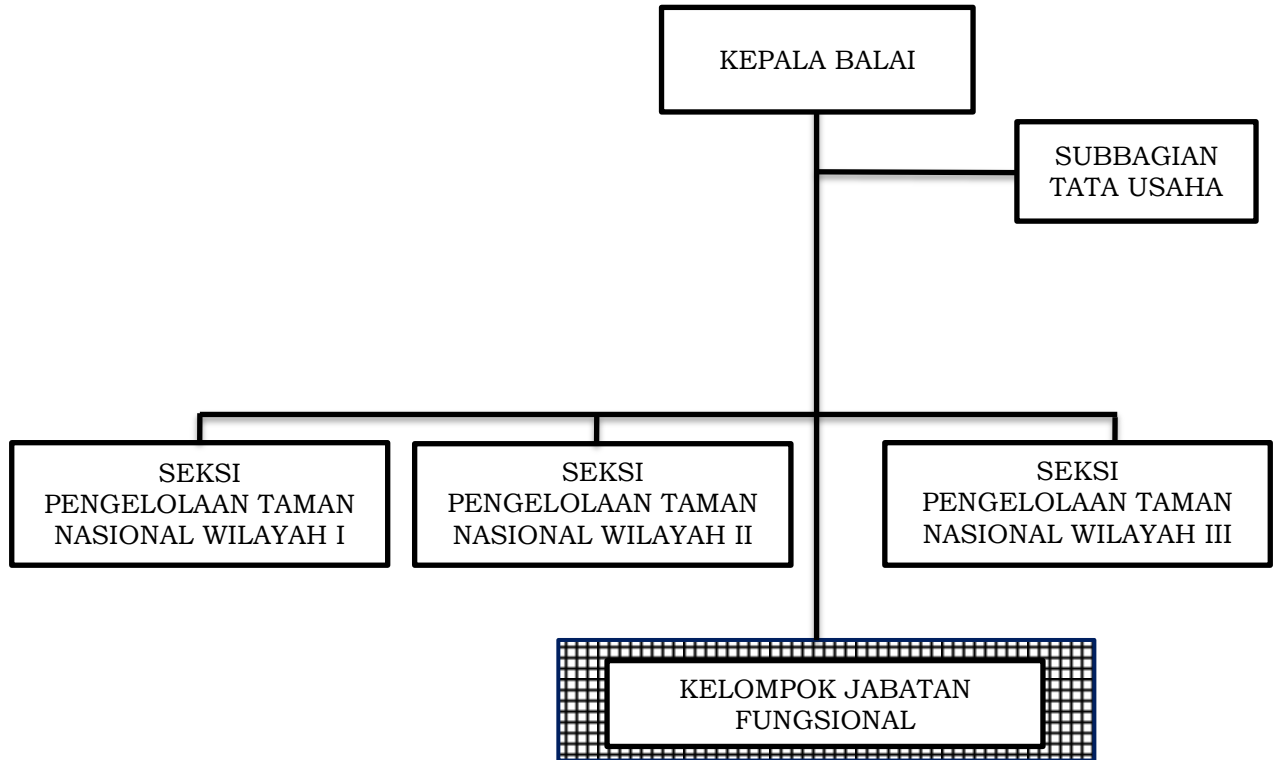 KEPALA BALAI
SUBBAGIAN
TATA USAHA
SEKSI
PENGELOLAAN TAMAN
NASIONAL WILAYAH I
SEKSI
PENGELOLAAN TAMAN
NASIONAL WILAYAH II
SEKSI
PENGELOLAAN TAMAN
NASIONAL WILAYAH III
KELOMPOK JABATAN
FUNGSIONAL